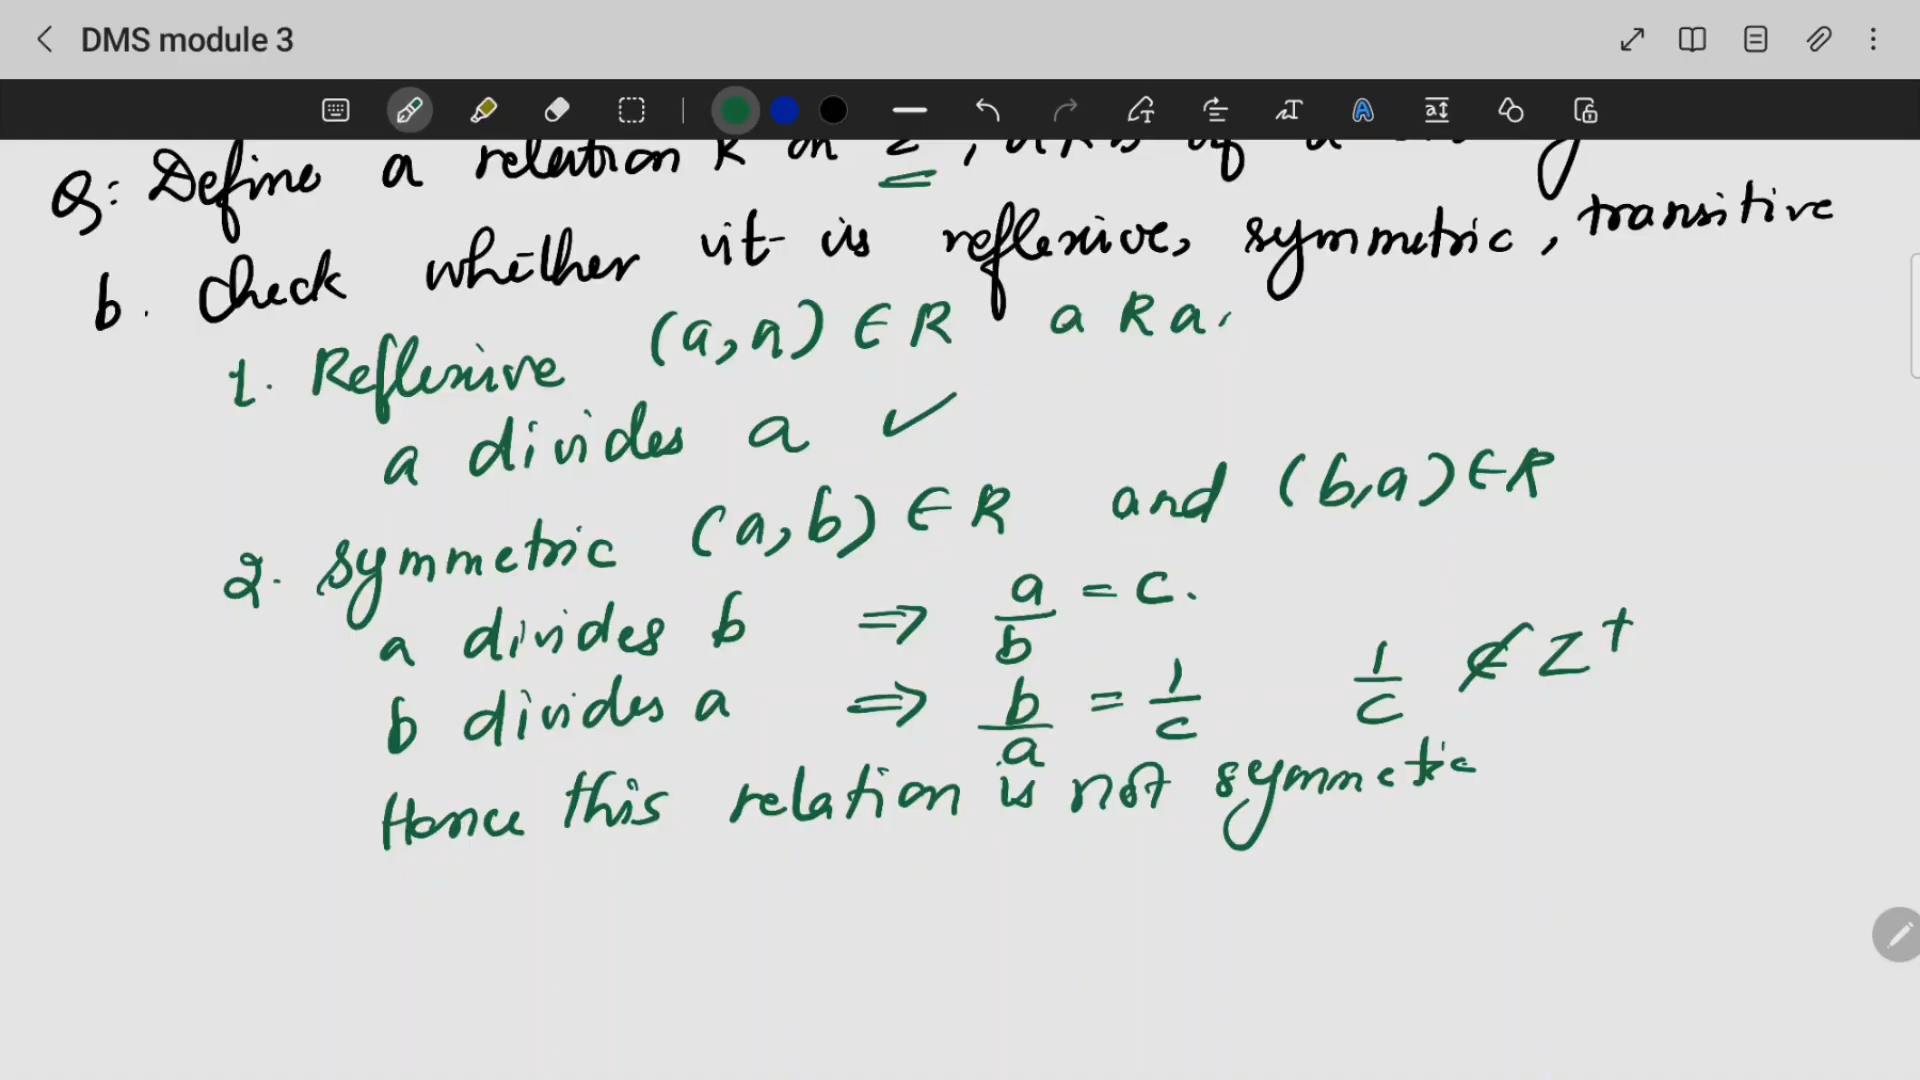 DMS module 3
Q: Define a relation R on
b. check whether it is reflexive, symmetric, transitive
1. Reflexive (a,a) ∈ R a R a.
a divides a ✓
2. symmetric (a,b) ∈ R and (b,a) ∈ R
a divides b ⇒ a/b = c.
b divides a ⇒ b/a = 1/c 1/c ∉ Z⁺
Hence this relation is not symmetric